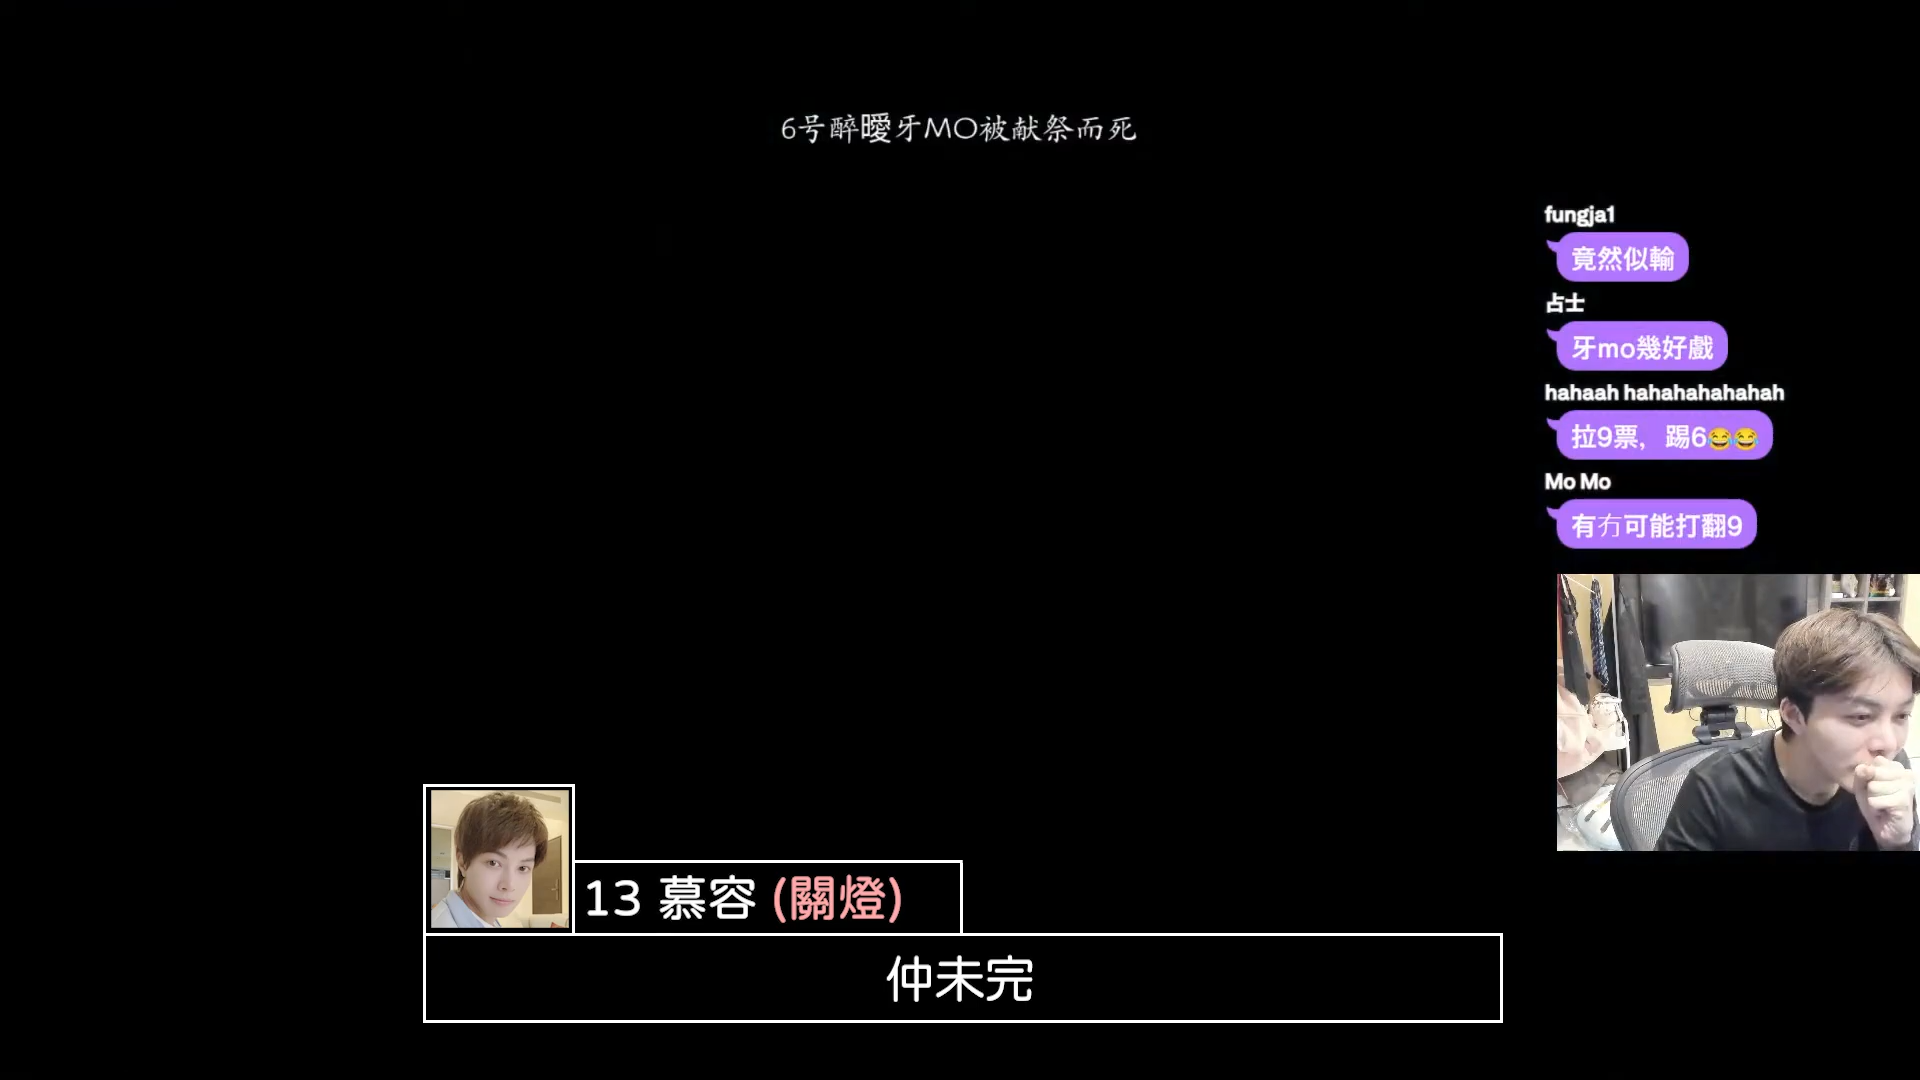 6号醉曖牙MO被献祭而死
fungja1
竟然似輸
占士
牙mo幾好戲
hahaah hahahahahahah
拉9票，踢6😂😂
Mo Mo
有冇可能打翻9
13 慕容 (關燈)
仲未完